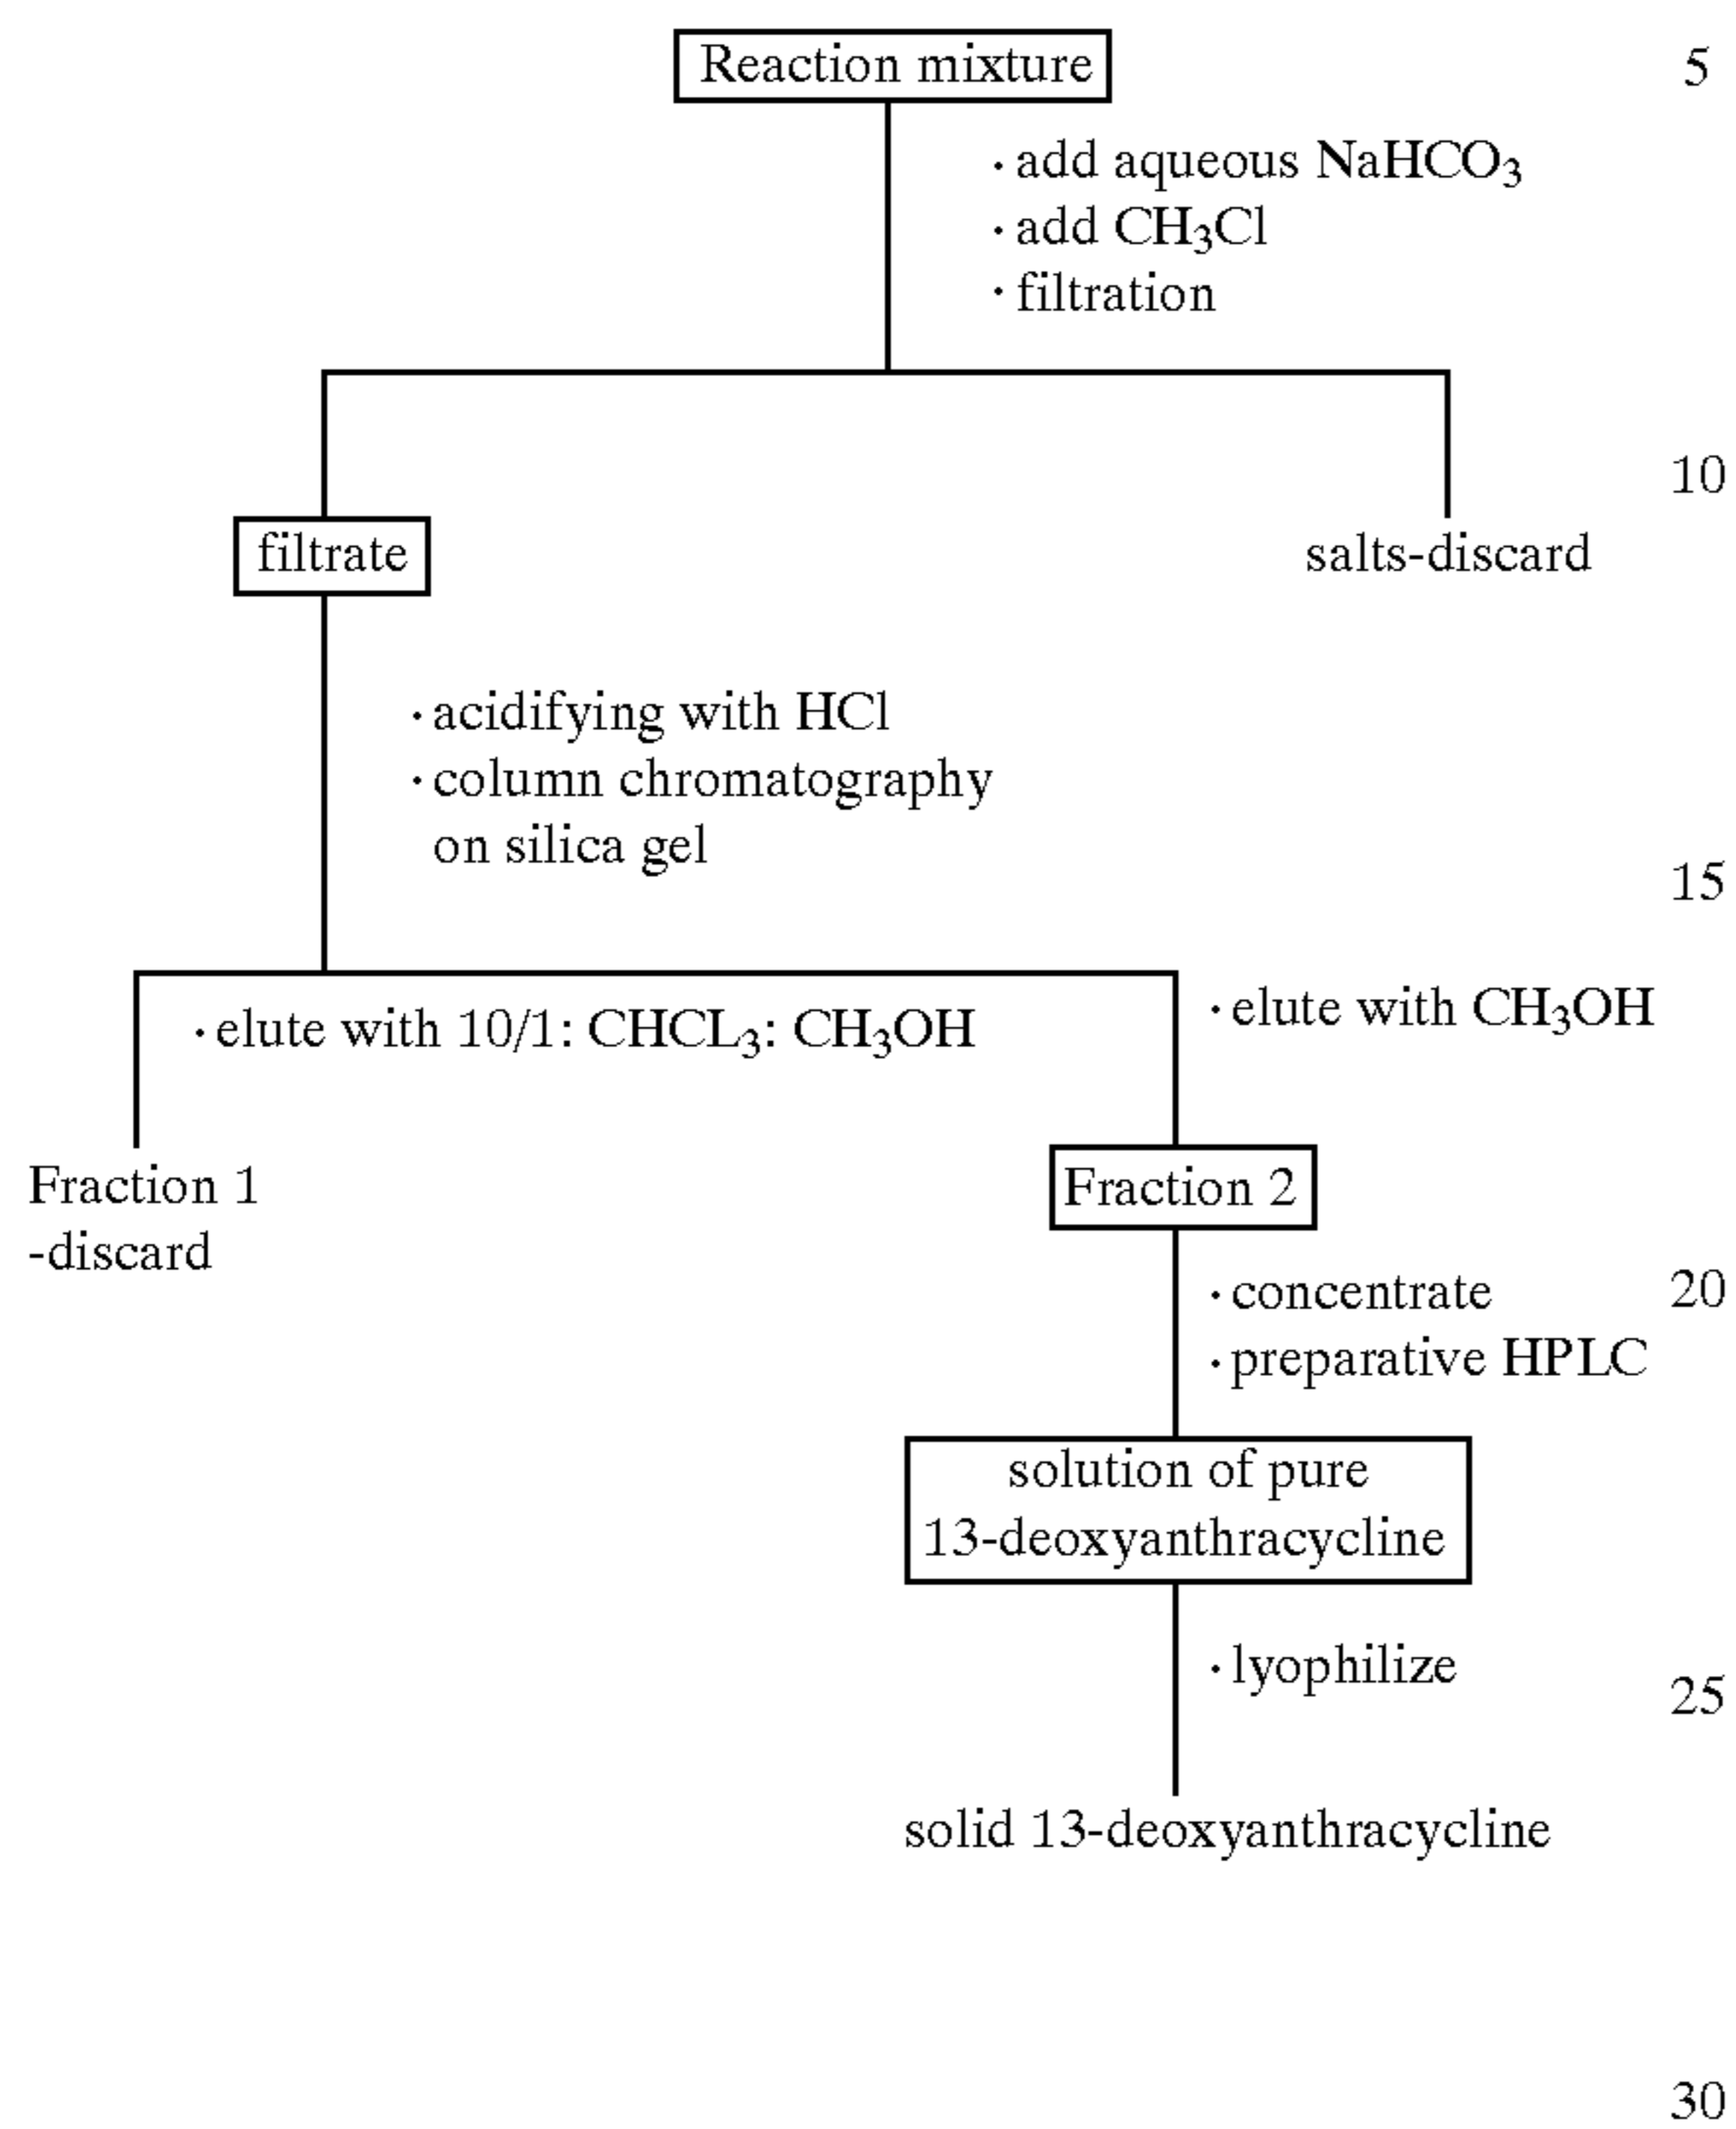 Reaction mixture
5
· add aqueous NaHCO₃
· add CH₃Cl
· filtration
10
filtrate
salts-discard
· acidifying with HCl
· column chromatography
on silica gel
15
· elute with 10/1: CHCL₃: CH₃OH
· elute with CH₃OH
Fraction 1
-discard
Fraction 2
· concentrate
20
· preparative HPLC
solution of pure
13-deoxyanthracycline
· lyophilize
25
solid 13-deoxyanthracycline
30